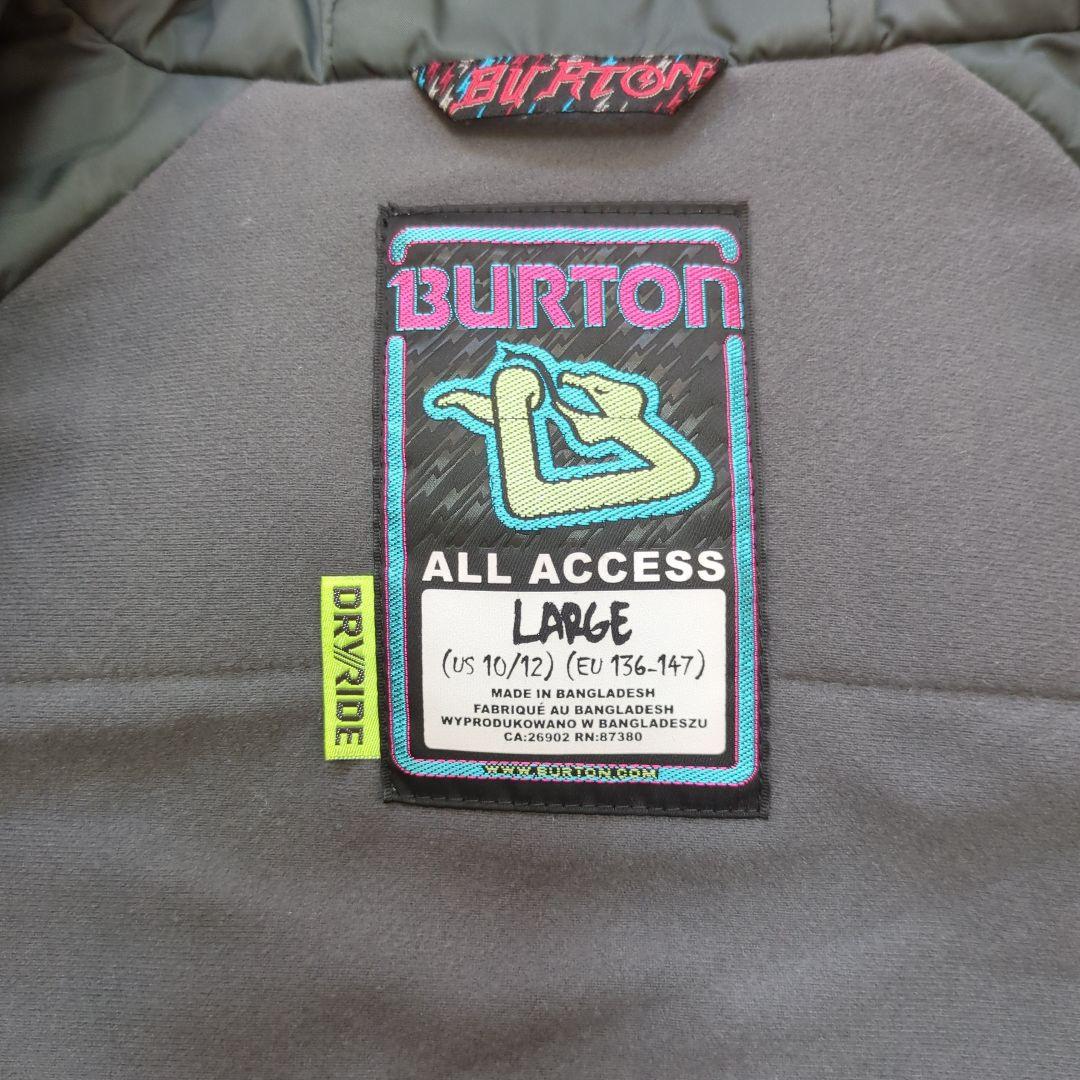 BURTON
BURTON
ALL ACCESS
LARGE
(US 10/12) (EU 136-147)
MADE IN BANGLADESH
FABRIQUÉ AU BANGLADESH
WYPRODUKOWANO W BANGLADESZU
CA:26902 RN:87380
WWW.BURTON.COM
DRY//RIDE